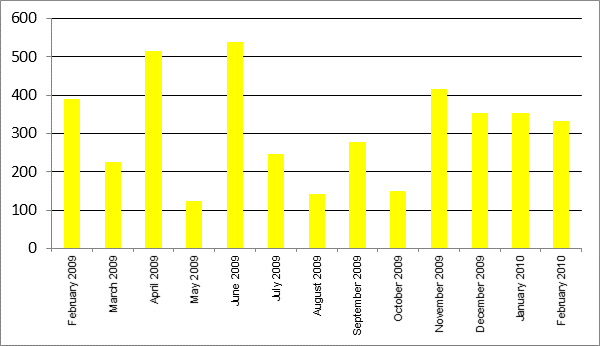 600
500
400
300
200
100
0
February 2009
March 2009
April 2009
May 2009
June 2009
July 2009
August 2009
September 2009
October 2009
November 2009
December 2009
January 2010
February 2010